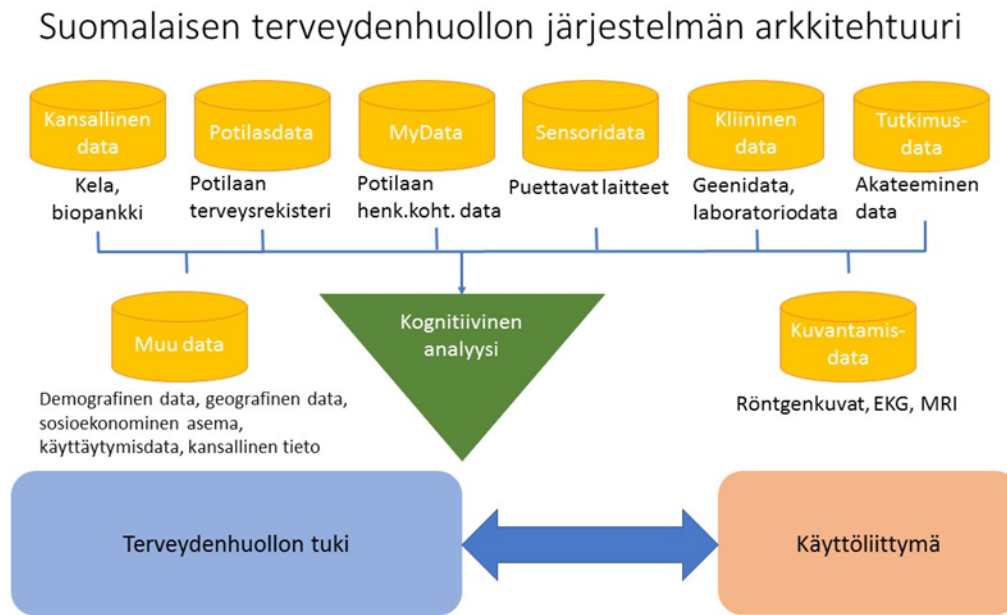 Suomalaisen terveydenhuollon järjestelmän arkkitehtuuri
Kansallinen
data
Potilasdata
MyData
Sensoridata
Kliininen
data
Tutkimus-
data
Kela,
biopankki
Potilaan
terveysrekisteri
Potilaan
henk.koht. data
Puettavat laitteet
Geenidata,
laboratoriodata
Akateeminen
data
Muu data
Kognitiivinen
analyysi
Kuvantamis-
data
Demografinen data, geografinen data,
sosioekonominen asema,
käyttäytymisdata, kansallinen tieto
Röntgenkuvat, EKG, MRI
Terveydenhuollon tuki
Käyttöliittymä